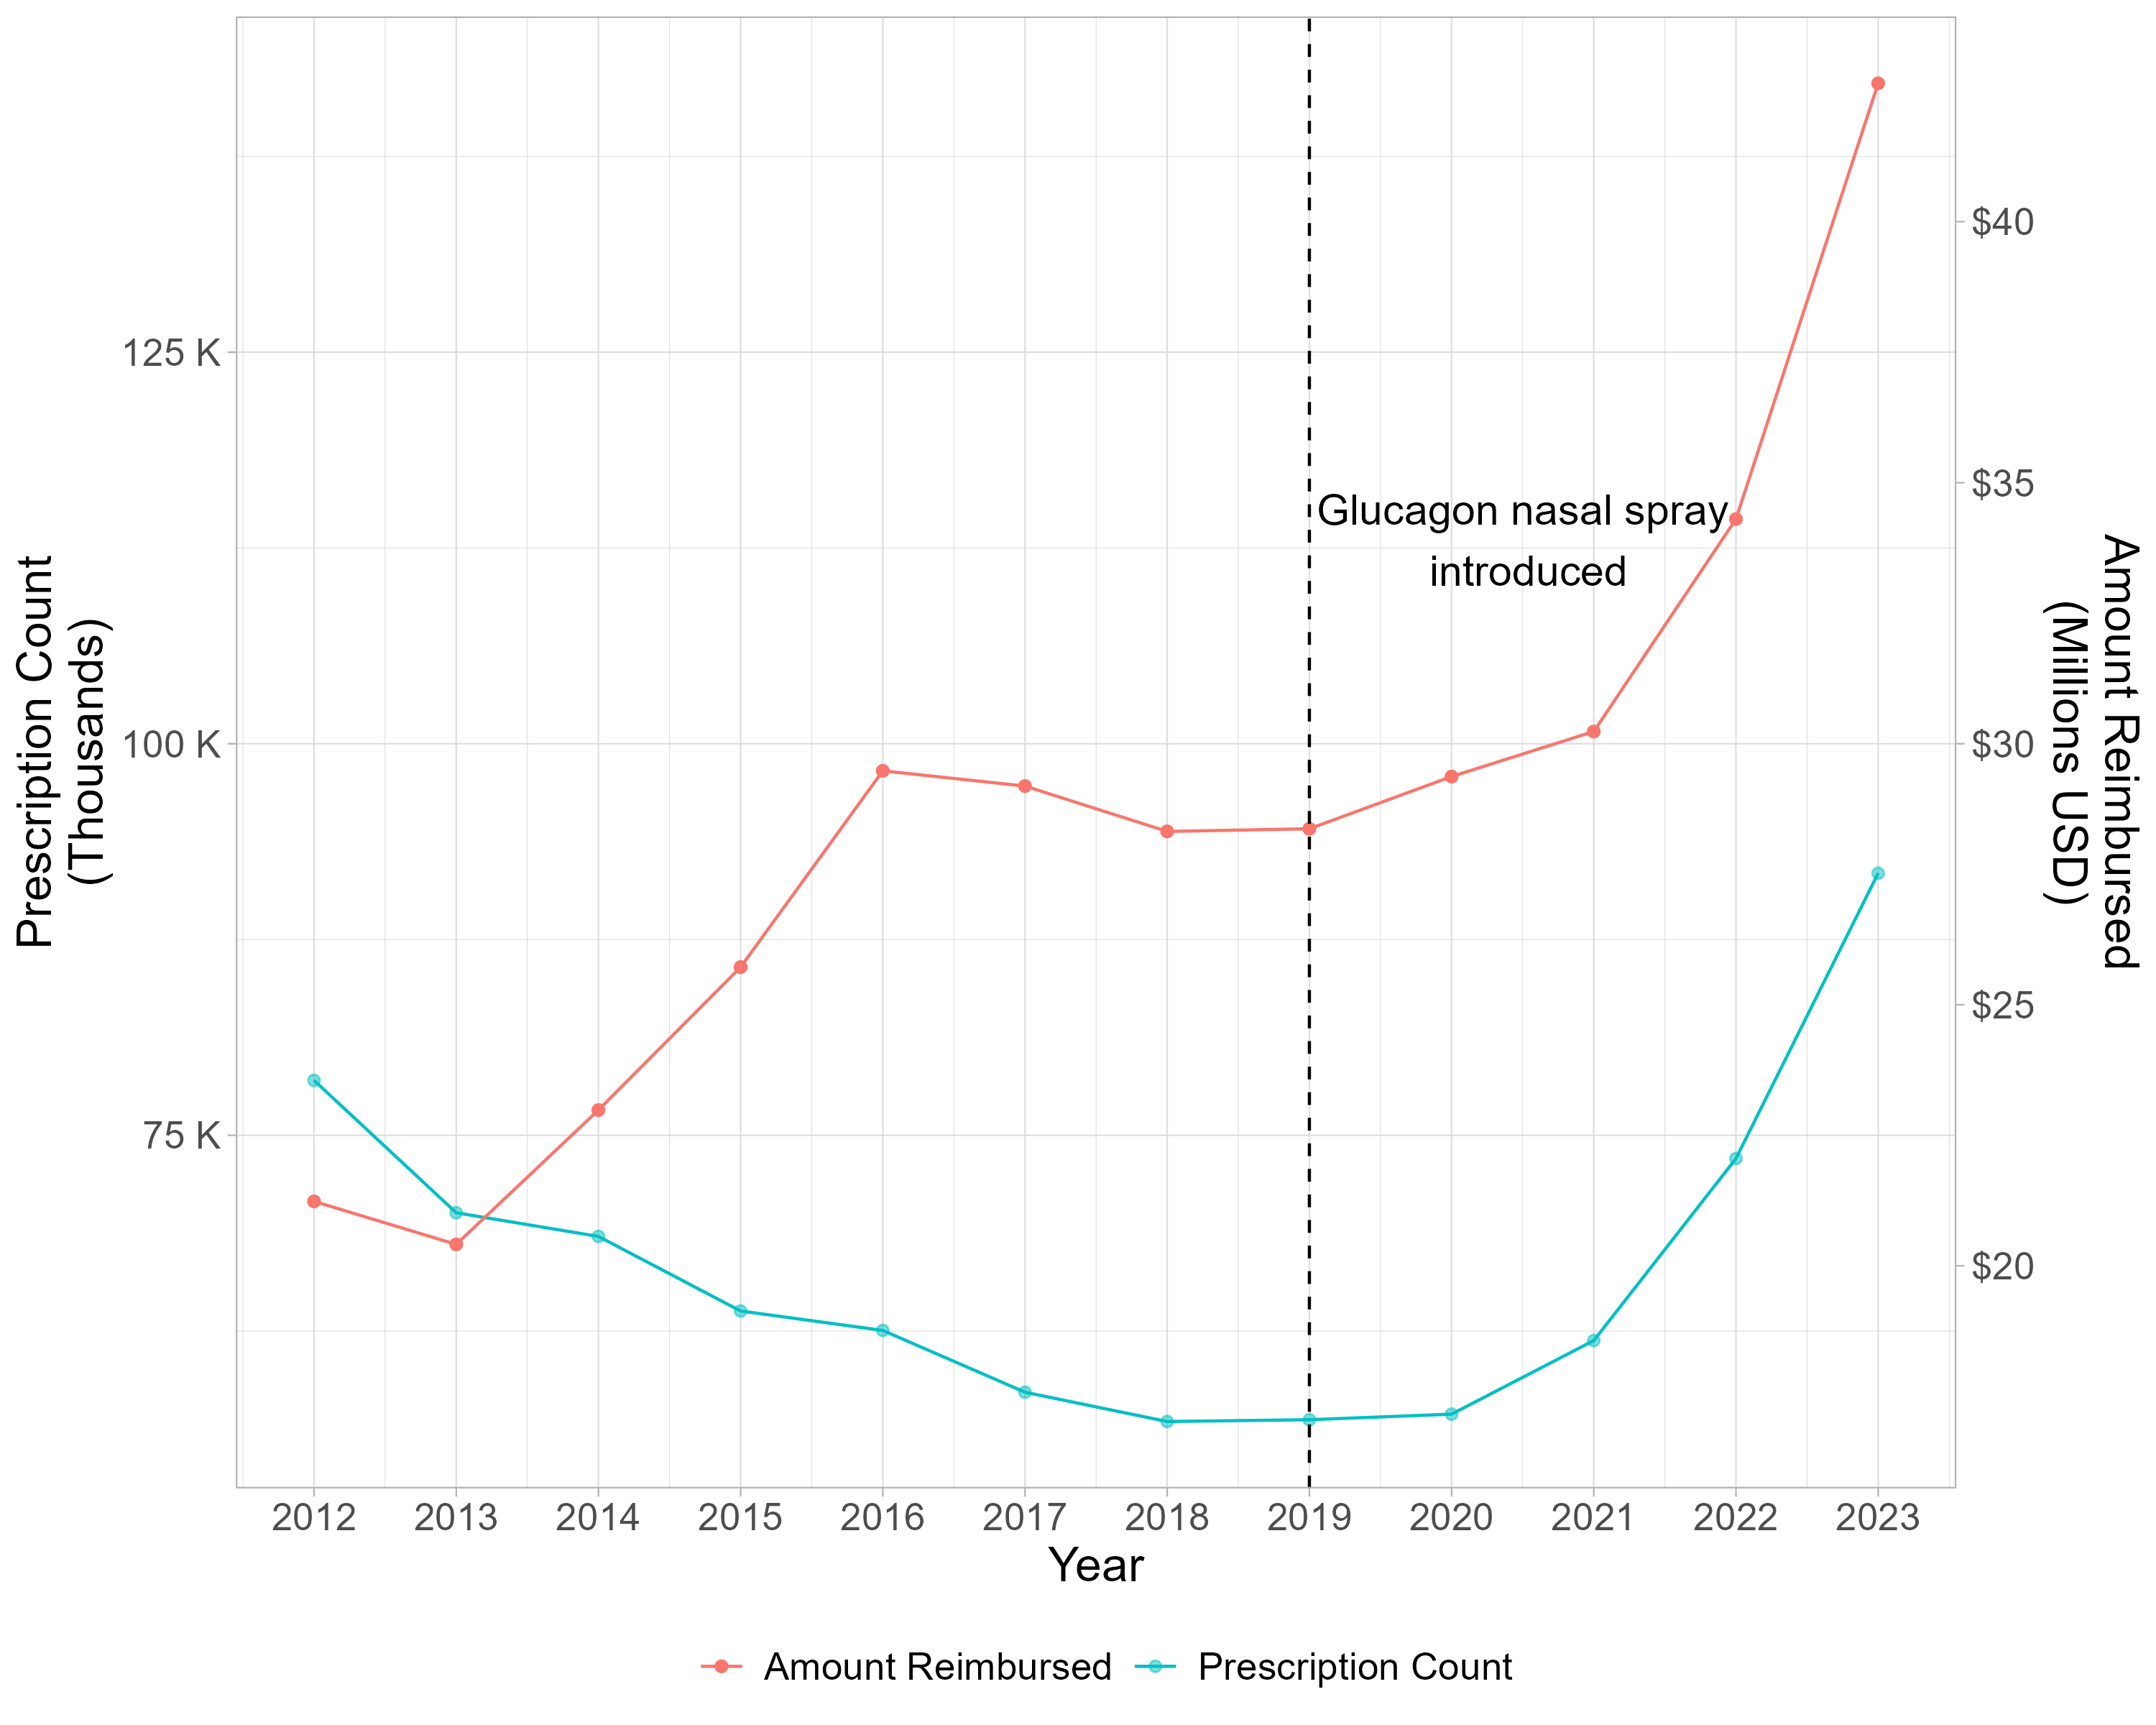 Prescription Count
(Thousands)
125 K
100 K
75 K
Glucagon nasal spray
introduced
$40
$35
$30
$25
$20
Amount Reimbursed
(Millions USD)
2012 2013 2014 2015 2016 2017 2018 2019 2020 2021 2022 2023
Year
Amount Reimbursed Prescription Count